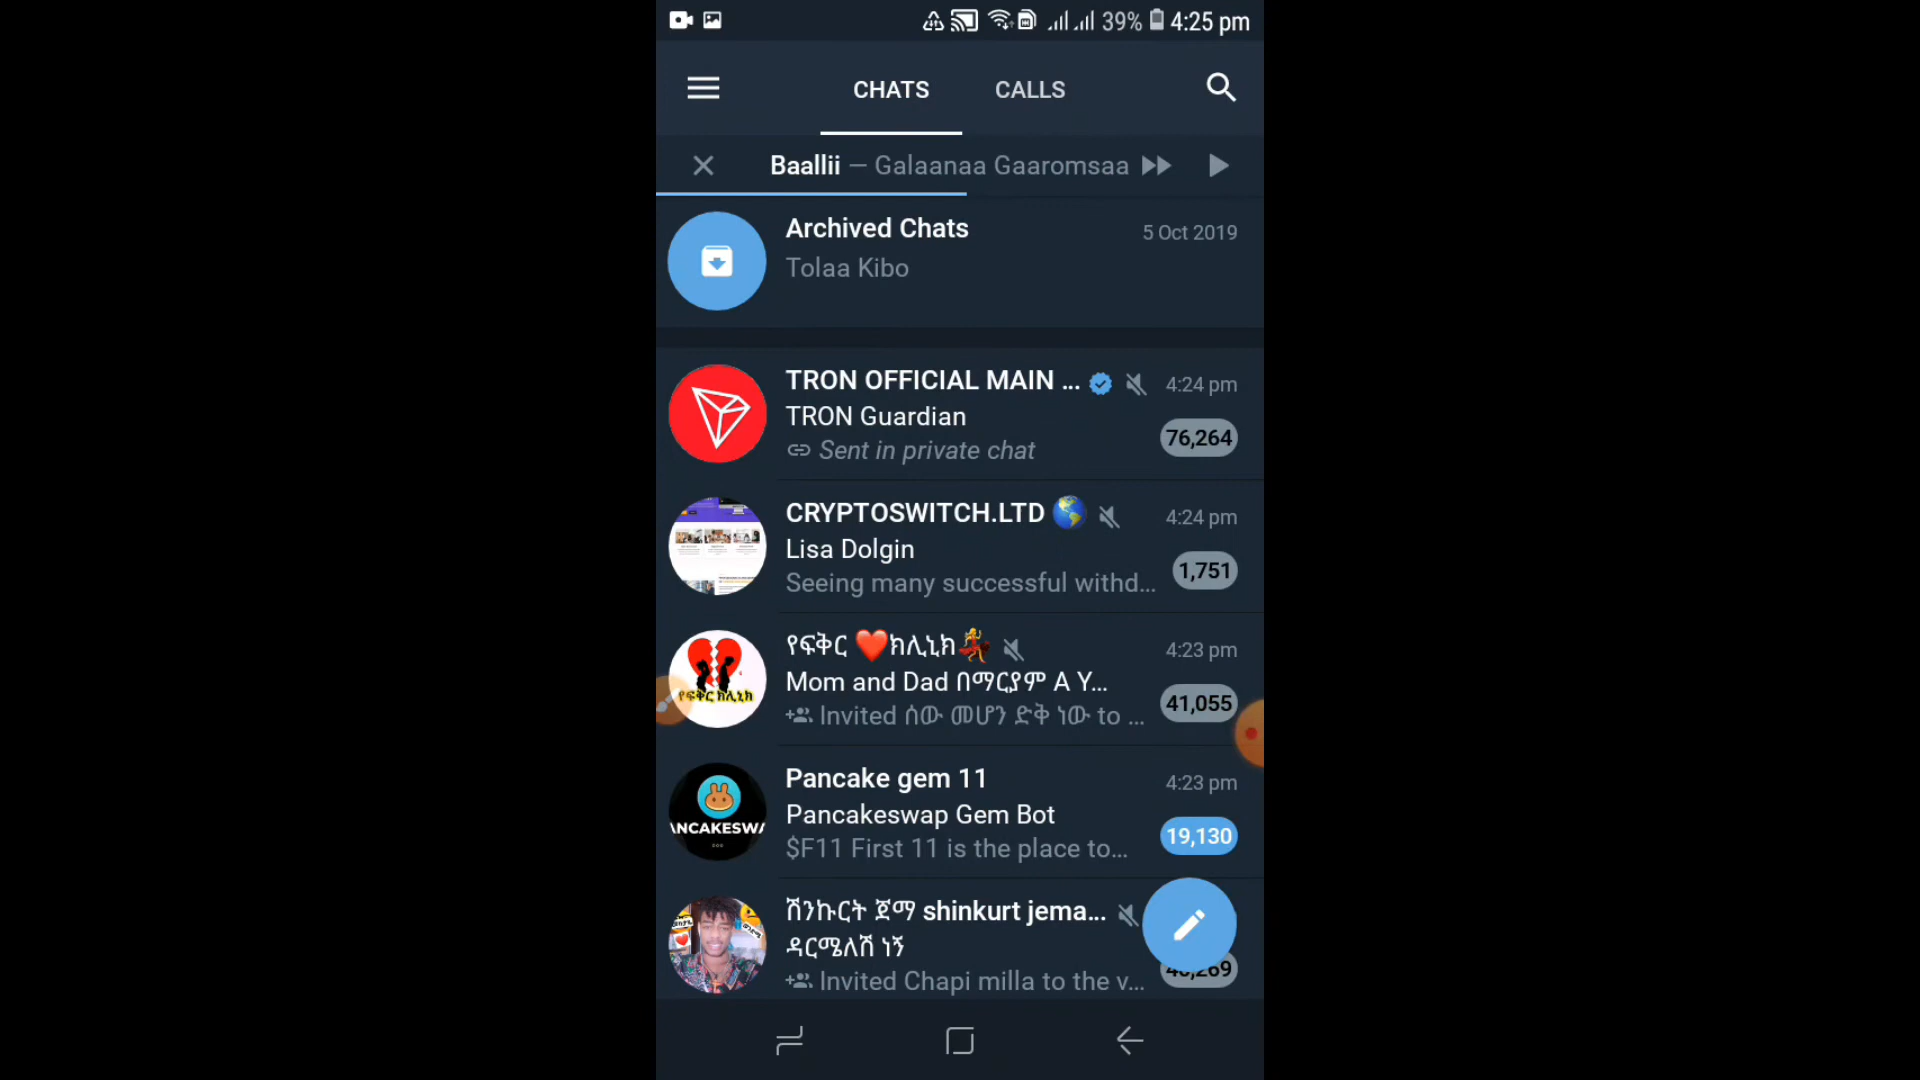 39% 4:25 pm
CHATS CALLS
Baallii — Galaanaa Gaaromsaa
Archived Chats 5 Oct 2019
Tolaa Kibo
TRON OFFICIAL MAIN ... 4:24 pm
TRON Guardian
76,264
Sent in private chat
CRYPTOSWITCH.LTD 🌎 4:24 pm
Lisa Dolgin
1,751
Seeing many successful withd...
የፍቅር ❤️ክሊኒክ💃 4:23 pm
የፍቅር ክሊኒክ
Mom and Dad በማርያም A Y...
41,055
Invited ሰው መሆን ድቅ ነው to ...
Pancake gem 11 4:23 pm
Pancakeswap Gem Bot
ANCAKESWA
19,130
$F11 First 11 is the place to...
ሽንኩርት ጀማ shinkurt jema...
ዳርሜለሽ ነኝ
Invited Chapi milla to the v...